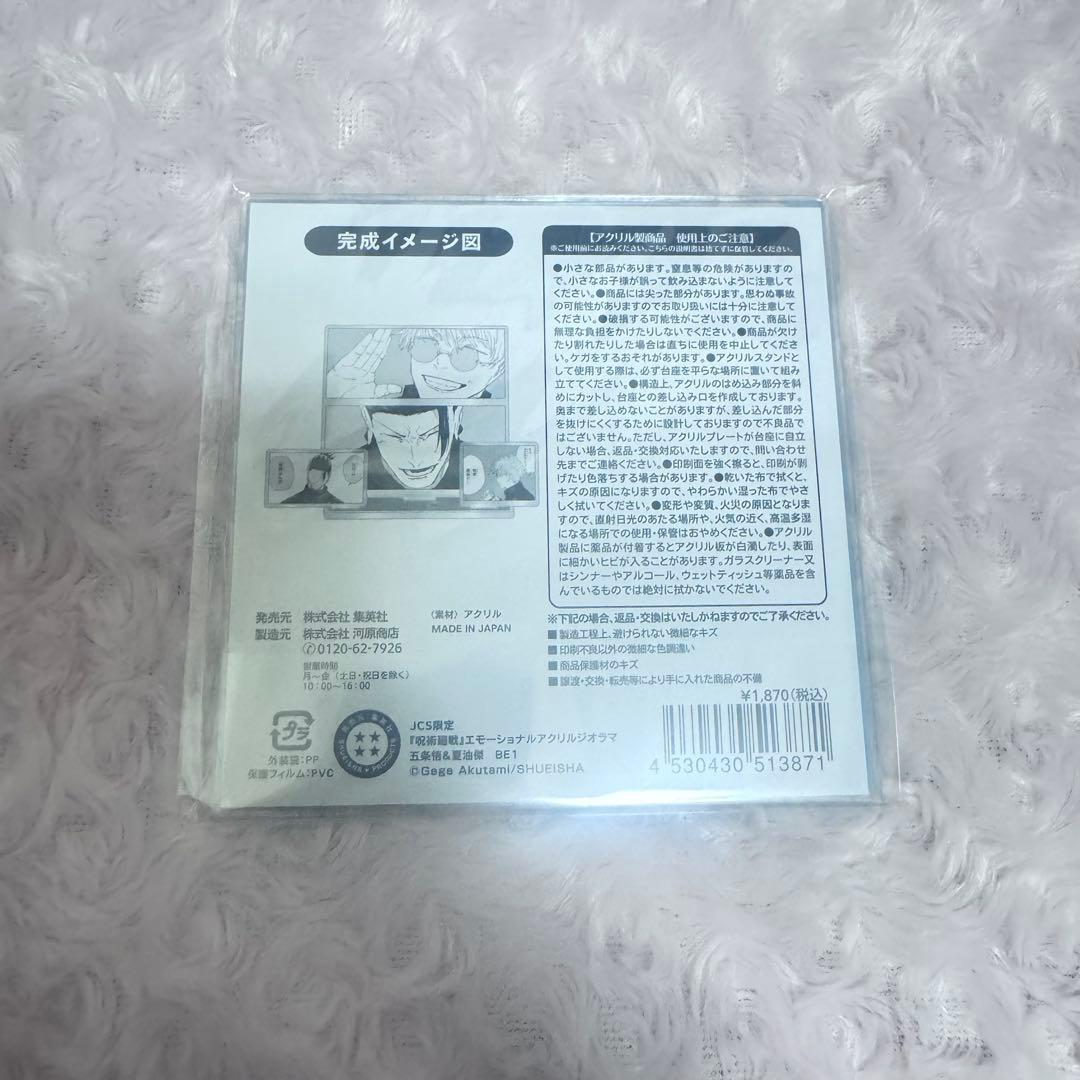 完成イメージ図
【アクリル製商品 使用上のご注意】
※ご使用前にお読みください。こちらの説明書は捨てずに保管してください。
●小さな部品があります。窒息等の危険がありますの
で、小さなお子様が誤って飲み込まないように注意して
ください。●商品には尖った部分があります。思わぬ事故
の可能性がありますのでお取り扱いには十分に注意し
てください。●破損する可能性がございますので、商品に
無理な負担をかけたりしないでください。●商品が欠け
たり割れたりした場合は直ちに使用を中止してくださ
い。ケガをするおそれがあります。●アクリルスタンドと
して使用する際は、必ず台座を平らな場所に置いて組み
立ててください。●構造上、アクリルのはめ込み部分を斜
めにカットし、台座との差し込み口を作成しております。
奥まで差し込めないことがありますが、差し込んだ部分
を抜けにくくするために設計しておりますので不良品で
はございません。ただし、アクリルプレートが台座に自立
しない場合、返品・交換対応いたしますので、問い合わせ
先までご連絡ください。●印刷面を強く擦ると、印刷が剥
げたり色落ちする場合があります。●乾いた布で拭くと、
キズの原因になりますので、やわらかい湿った布でやさ
しく拭いてください。●変形や変質、火災の原因となりま
すので、直射日光のあたる場所や、火気の近く、高温多湿
になる場所での使用・保管はおやめください。●アクリル
製品に薬品が付着するとアクリル板が白濁したり、表面
に細かいヒビが入ることがあります。ガラスクリーナー又
はシンナーやアルコール、ウェットティッシュ等薬品を含
んでいるものでは絶対に拭かないでください。
※下記の場合、返品・交換はいたしかねますのでご了承ください。
■製造工程上、避けられない微細なキズ
■印刷不良以外の微細な色調違い
■商品保護材のキズ
■譲渡・交換・転売等により手に入れた商品の不備
発売元 株式会社 集英社
製造元 株式会社 河原商店
✆0120-62-7926
営業時間
月～金（土日・祝日を除く）
10：00～16：00
〈素材〉アクリル
MADE IN JAPAN
プラ
外装袋：PP
保護フィルム：PVC
JCS限定
『呪術廻戦』エモーショナルアクリルジオラマ
五条悟&夏油傑 BE1
©Gege Akutami/SHUEISHA
¥1,870(税込)
4 530430 513871